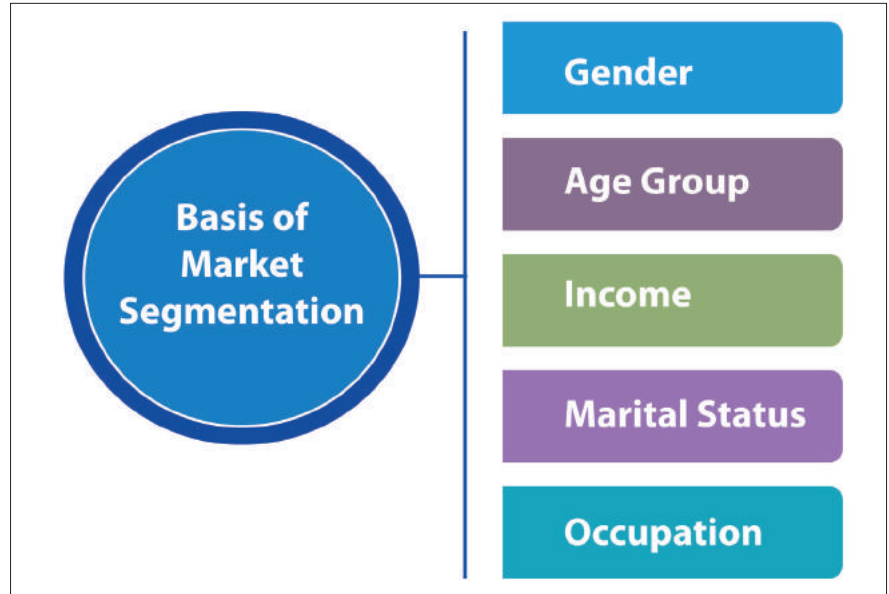 Basis of
Market
Segmentation
Gender
Age Group
Income
Marital Status
Occupation